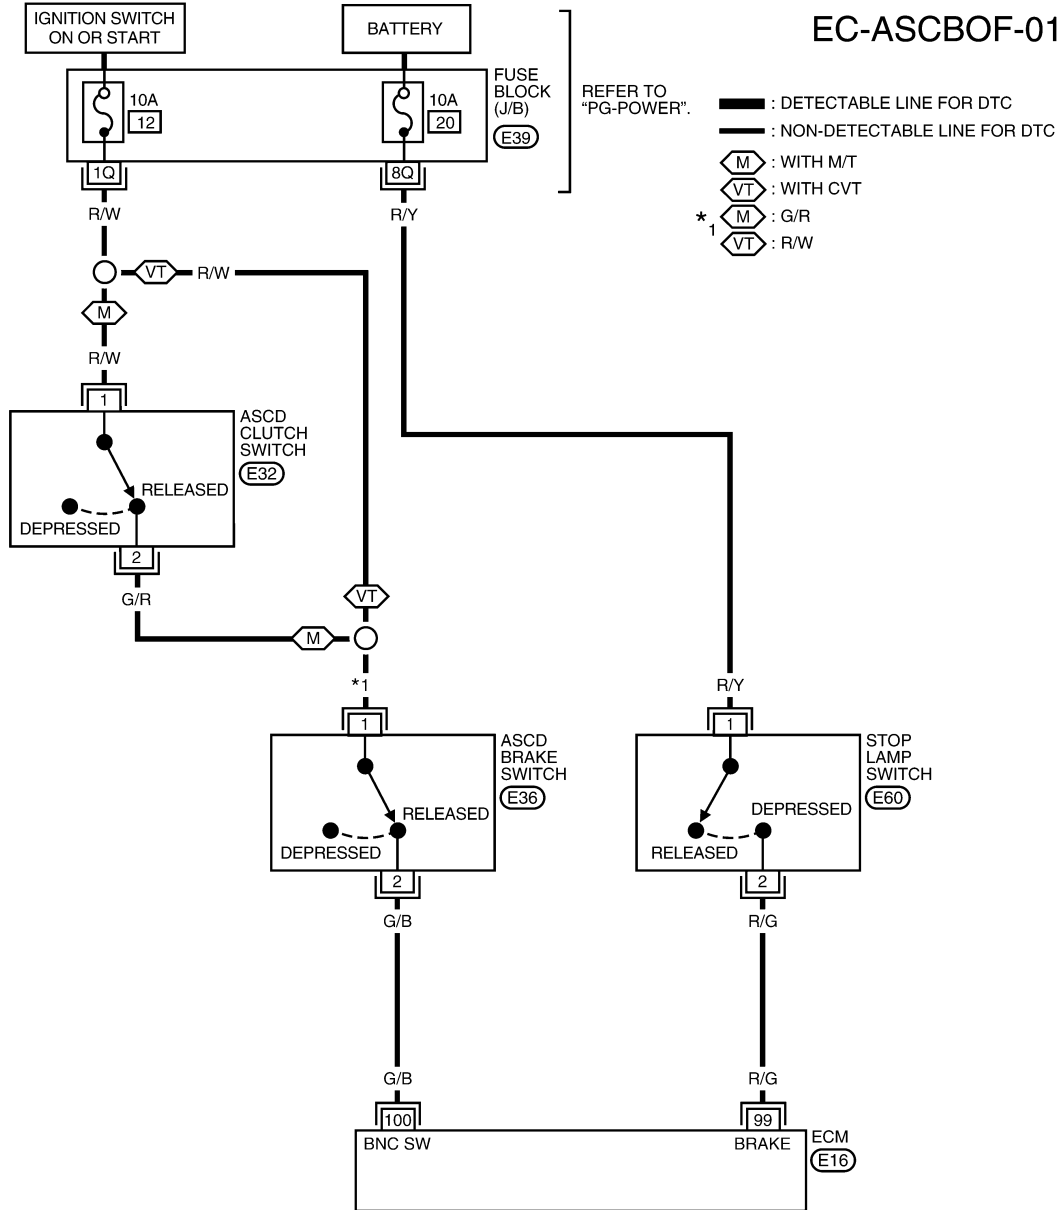 EC-ASCBOF-01
IGNITION SWITCH
ON OR START
BATTERY
10A
12
10A
20
FUSE
BLOCK
(J/B)
E39
REFER TO
“PG-POWER”.
1Q
8Q
: DETECTABLE LINE FOR DTC
: NON-DETECTABLE LINE FOR DTC
M : WITH M/T
VT : WITH CVT
*1 M : G/R
VT : R/W
R/W
R/Y
VT
R/W
M
R/W
1
ASCD
CLUTCH
SWITCH
E32
RELEASED
DEPRESSED
2
G/R
VT
M
*1
R/Y
1
1
ASCD
BRAKE
SWITCH
E36
RELEASED
DEPRESSED
2
STOP
LAMP
SWITCH
E60
DEPRESSED
RELEASED
2
G/B
R/G
G/B
R/G
100
99
BNC SW
BRAKE
ECM
E16